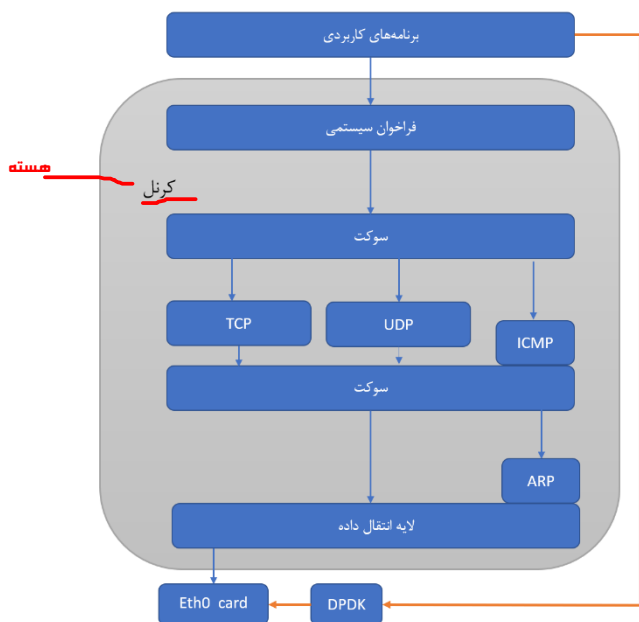 برنامه‌های کاربردی
فراخوان سیستمی
هسته
کرنل
سوکت
TCP
UDP
ICMP
سوکت
ARP
لایه انتقال داده
Eth0 card
DPDK